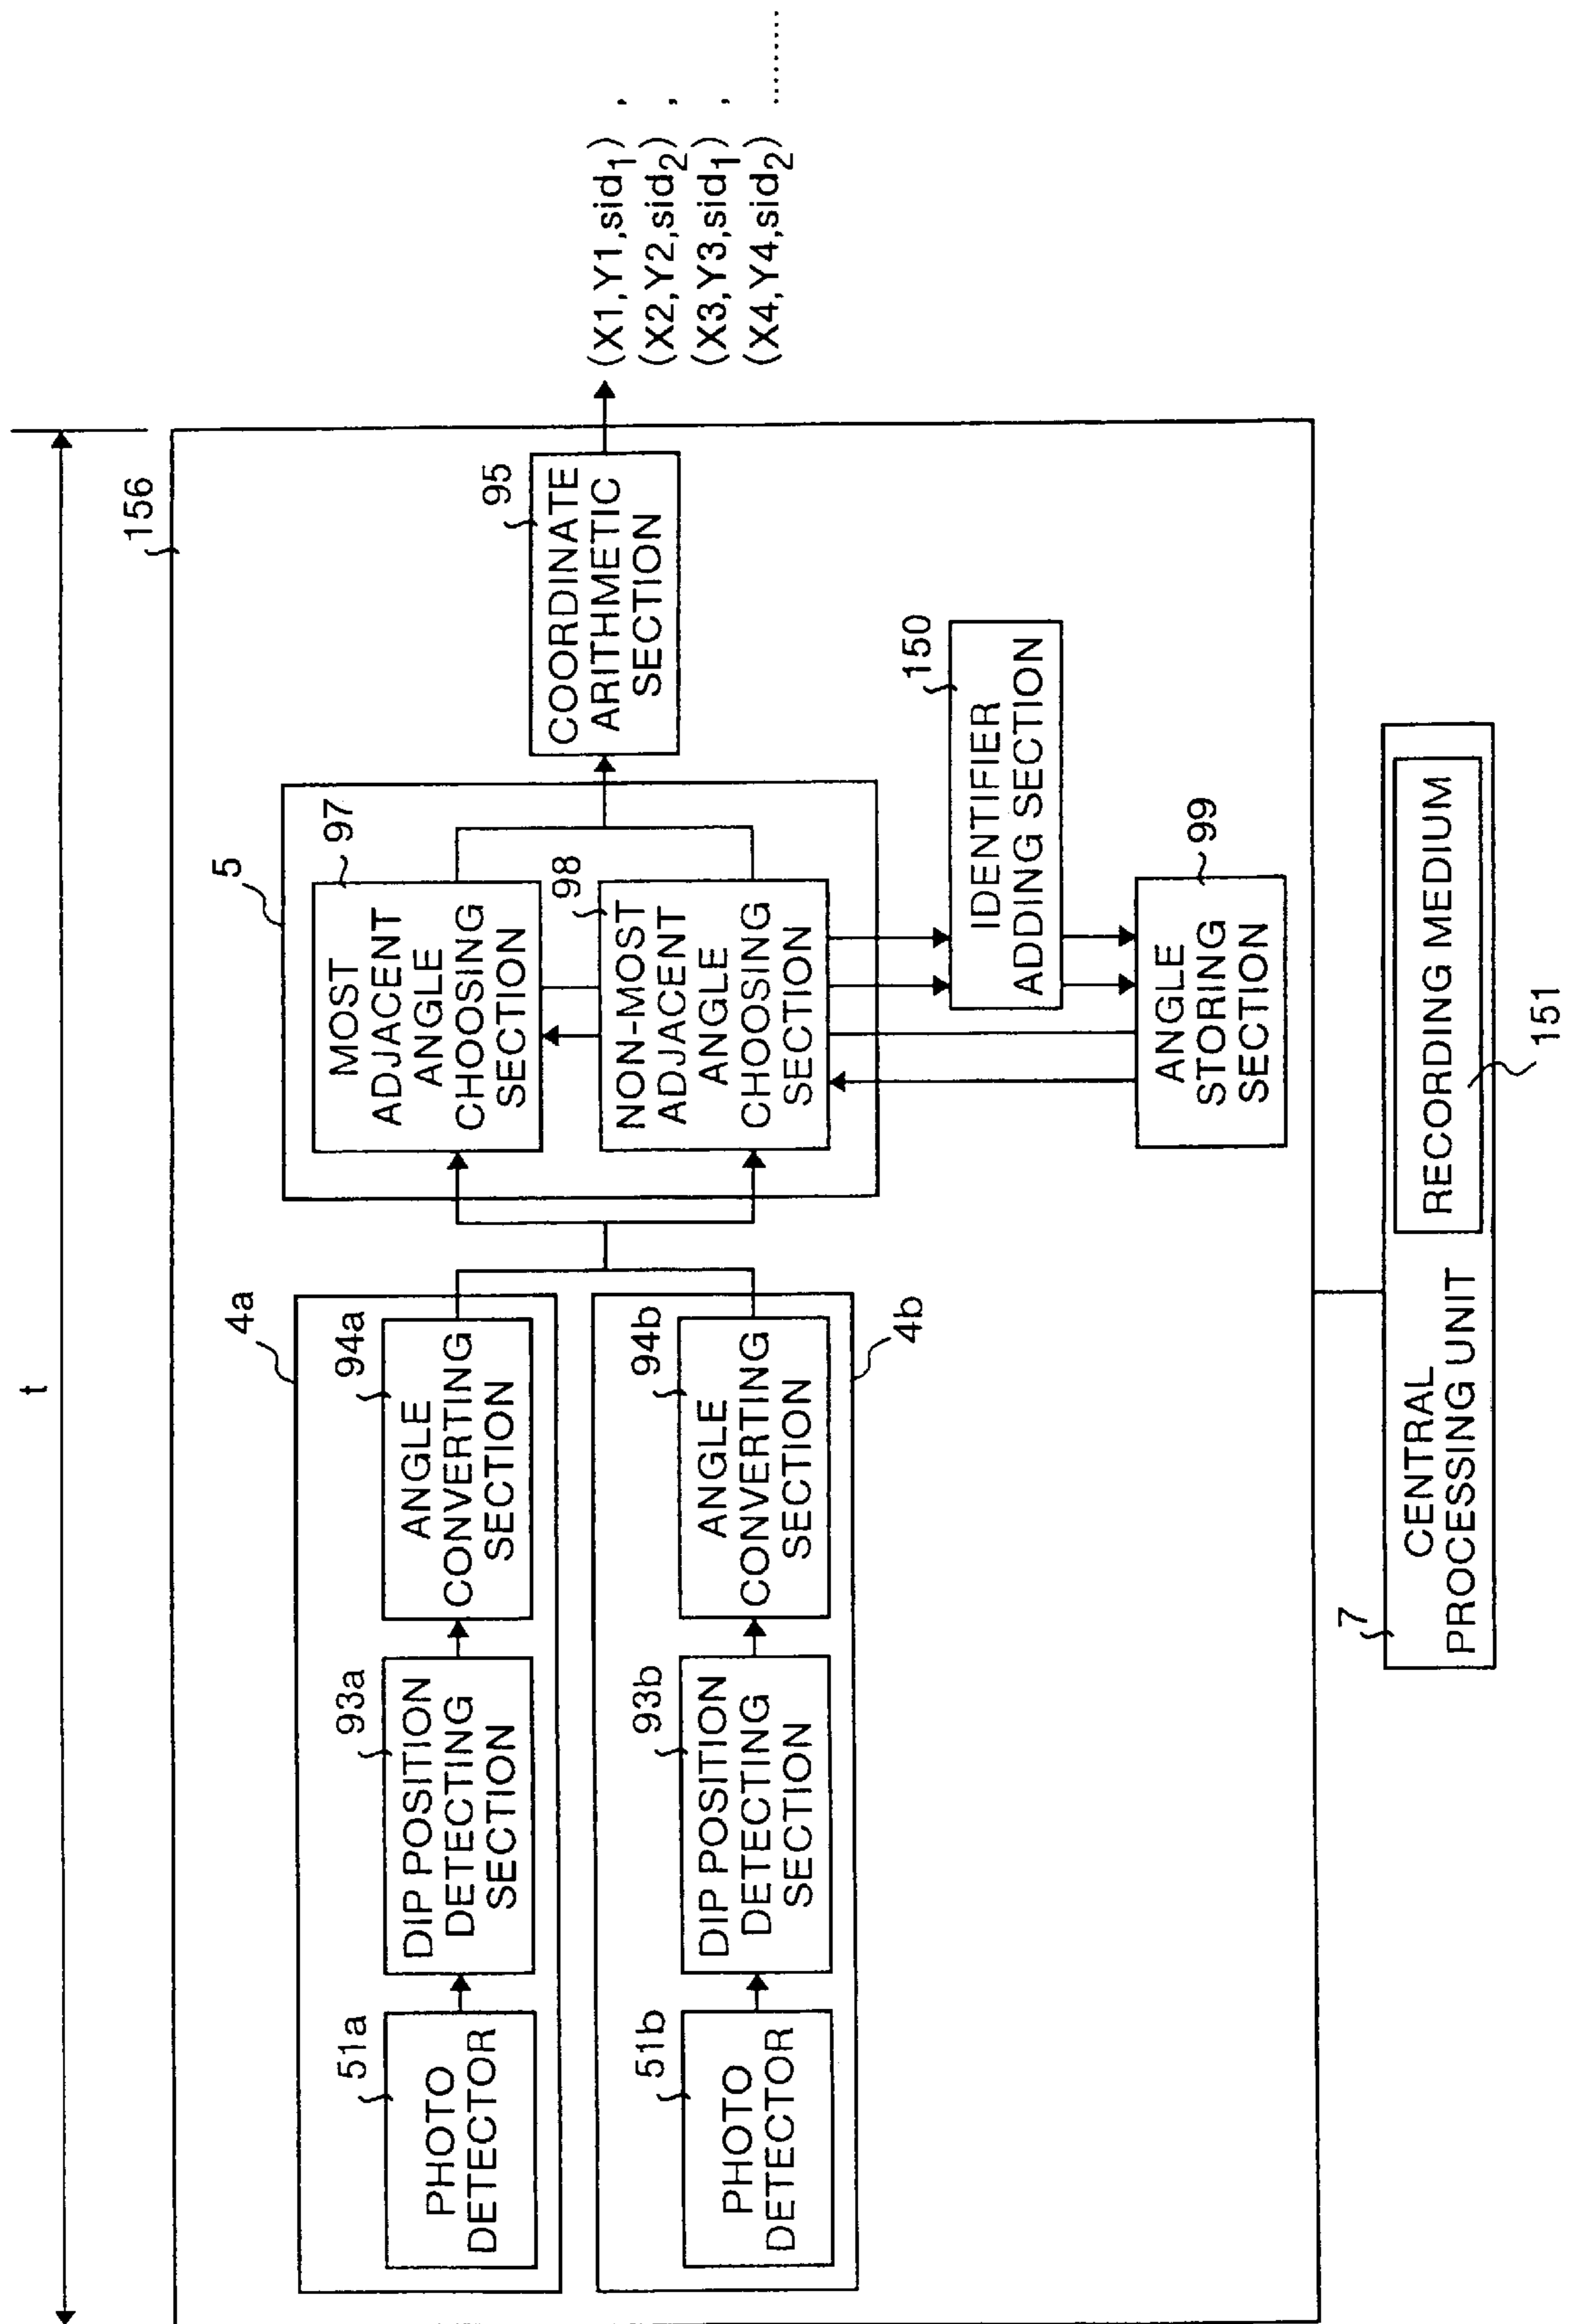 t
156
4a
51a
PHOTO
DETECTOR
93a
DIP POSITION
DETECTING
SECTION
94a
ANGLE
CONVERTING
SECTION
4b
51b
PHOTO
DETECTOR
93b
DIP POSITION
DETECTING
SECTION
94b
ANGLE
CONVERTING
SECTION
5
97
MOST
ADJACENT
ANGLE
CHOOSING
SECTION
98
NON-MOST
ADJACENT
ANGLE
CHOOSING
SECTION
95
COORDINATE
ARITHMETIC
SECTION
(X1,Y1,sid1) ,
(X2,Y2,sid2) ,
(X3,Y3,sid1) ,
(X4,Y4,sid2) ........
150
IDENTIFIER
ADDING SECTION
99
ANGLE
STORING
SECTION
7
CENTRAL
PROCESSING UNIT
RECORDING MEDIUM
151